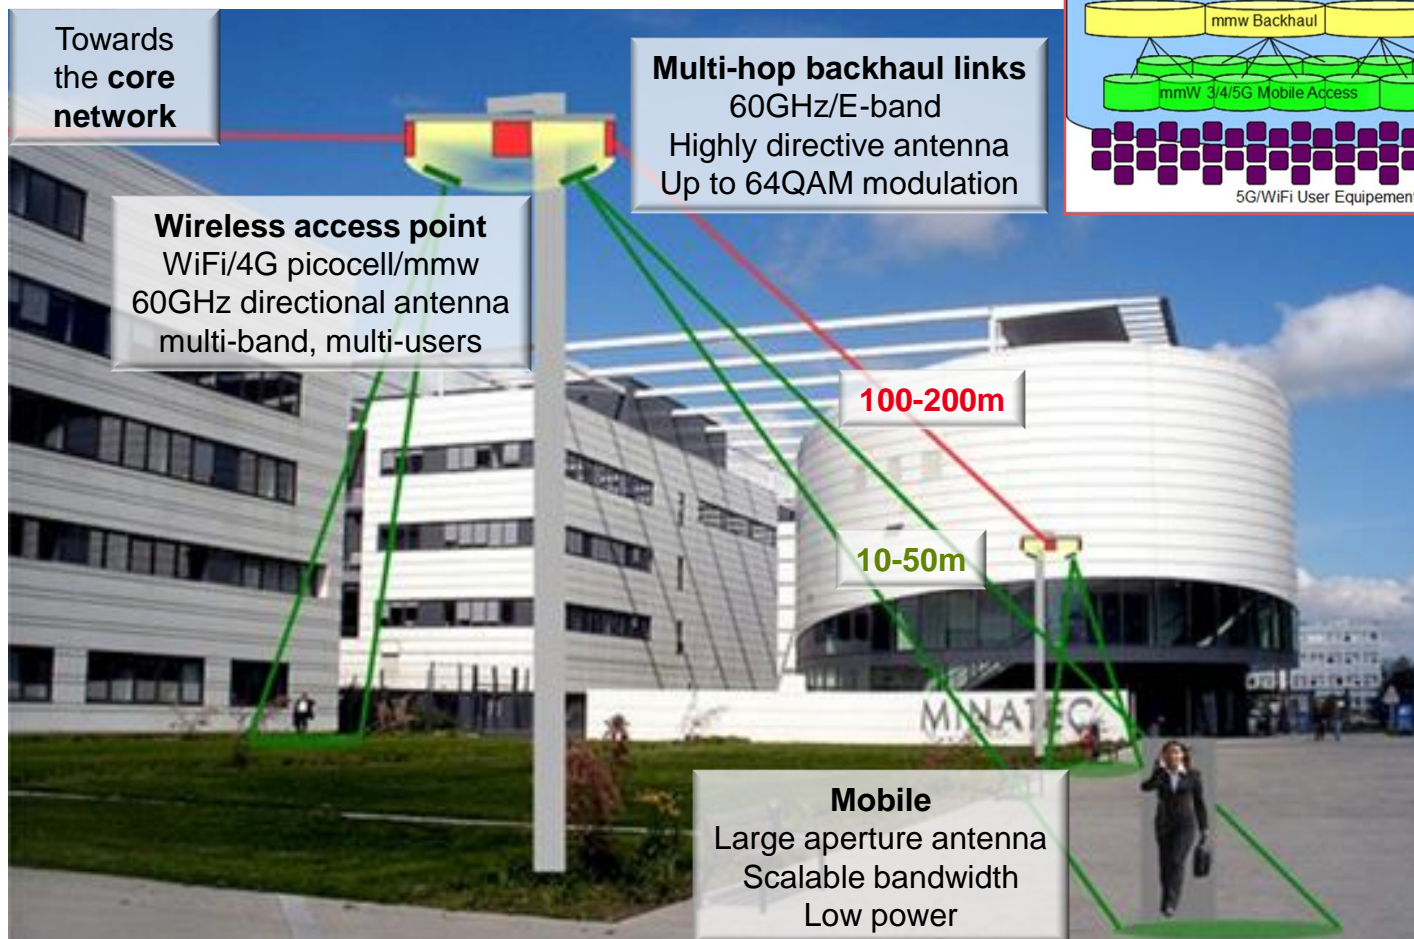 Towards
the core
network
Multi-hop backhaul links
60GHz/E-band
Highly directive antenna
Up to 64QAM modulation
mmw Backhaul
mmW 3/4/5G Mobile Access
5G/WiFi User Equipement
Wireless access point
WiFi/4G picocell/mmw
60GHz directional antenna
multi-band, multi-users
100-200m
10-50m
MINATEC
Mobile
Large aperture antenna
Scalable bandwidth
Low power